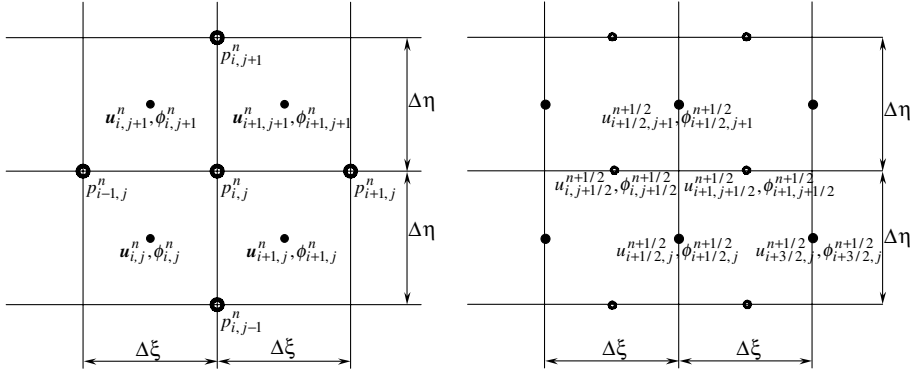 p^n_{i,j+1}
u^n_{i,j+1},ϕ^n_{i,j+1} u^n_{i+1,j+1},ϕ^n_{i+1,j+1}
Δη
p^n_{i−1,j} p^n_{i,j} p^n_{i+1,j}
u^n_{i,j},ϕ^n_{i,j} u^n_{i+1,j},ϕ^n_{i+1,j}
Δη
p^n_{i,j−1}
Δξ Δξ
u^{n+1/2}_{i+1/2,j+1},ϕ^{n+1/2}_{i+1/2,j+1}
Δη
u^{n+1/2}_{i,j+1/2},ϕ^{n+1/2}_{i,j+1/2} u^{n+1/2}_{i+1,j+1/2},ϕ^{n+1/2}_{i+1,j+1/2}
u^{n+1/2}_{i+1/2,j},ϕ^{n+1/2}_{i+1/2,j} u^{n+1/2}_{i+3/2,j},ϕ^{n+1/2}_{i+3/2,j}
Δη
Δξ Δξ